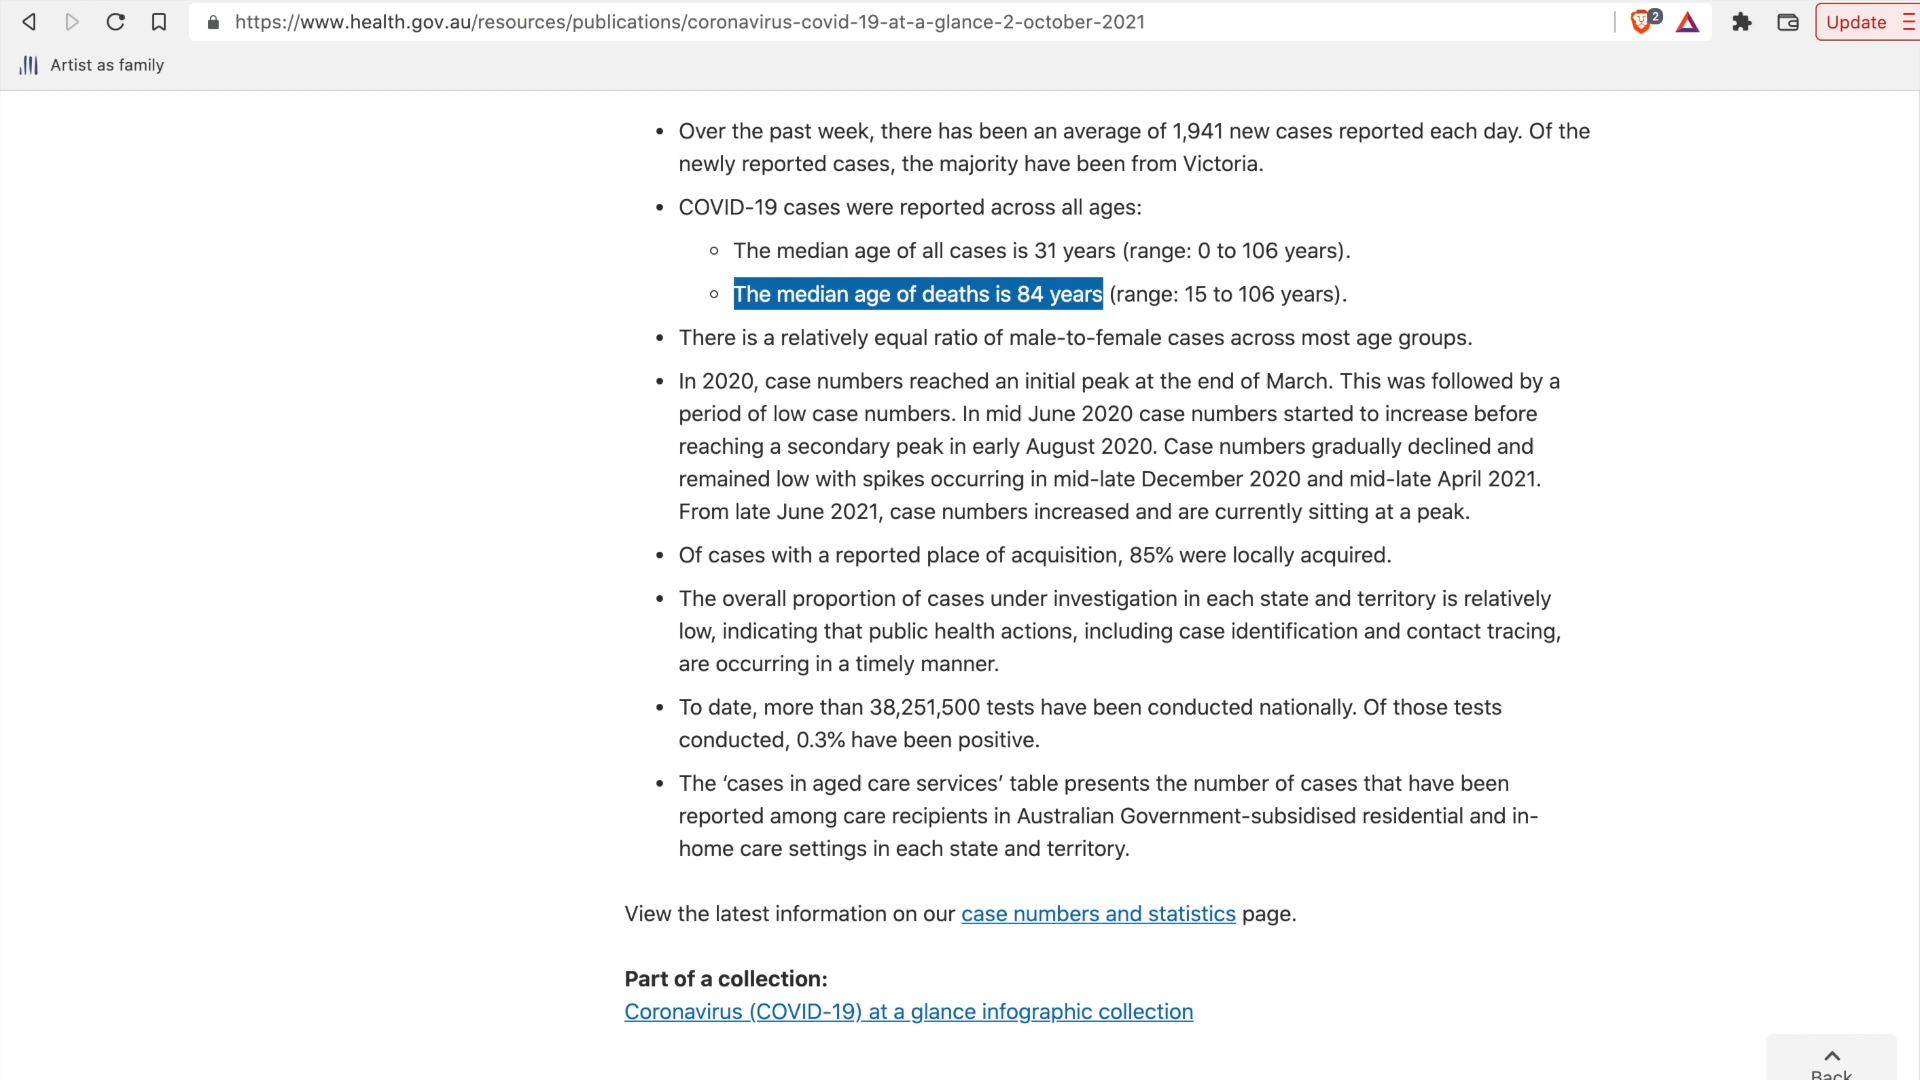 https://www.health.gov.au/resources/publications/coronavirus-covid-19-at-a-glance-2-october-2021
2
Update
Artist as family
• Over the past week, there has been an average of 1,941 new cases reported each day. Of the
newly reported cases, the majority have been from Victoria.
• COVID-19 cases were reported across all ages:
◦ The median age of all cases is 31 years (range: 0 to 106 years).
◦ The median age of deaths is 84 years (range: 15 to 106 years).
• There is a relatively equal ratio of male-to-female cases across most age groups.
• In 2020, case numbers reached an initial peak at the end of March. This was followed by a
period of low case numbers. In mid June 2020 case numbers started to increase before
reaching a secondary peak in early August 2020. Case numbers gradually declined and
remained low with spikes occurring in mid-late December 2020 and mid-late April 2021.
From late June 2021, case numbers increased and are currently sitting at a peak.
• Of cases with a reported place of acquisition, 85% were locally acquired.
• The overall proportion of cases under investigation in each state and territory is relatively
low, indicating that public health actions, including case identification and contact tracing,
are occurring in a timely manner.
• To date, more than 38,251,500 tests have been conducted nationally. Of those tests
conducted, 0.3% have been positive.
• The ‘cases in aged care services’ table presents the number of cases that have been
reported among care recipients in Australian Government-subsidised residential and in-
home care settings in each state and territory.
View the latest information on our case numbers and statistics page.
Part of a collection:
Coronavirus (COVID-19) at a glance infographic collection
Back